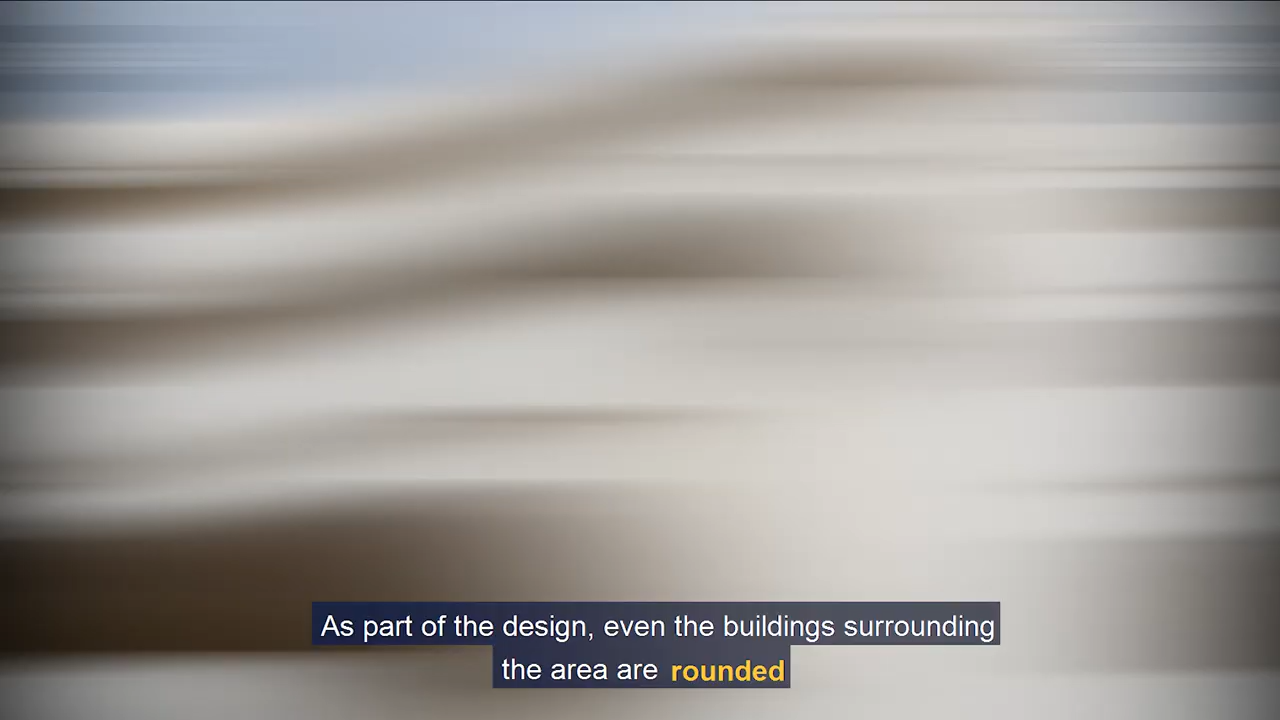 As part of the design, even the buildings surrounding
the area are rounded